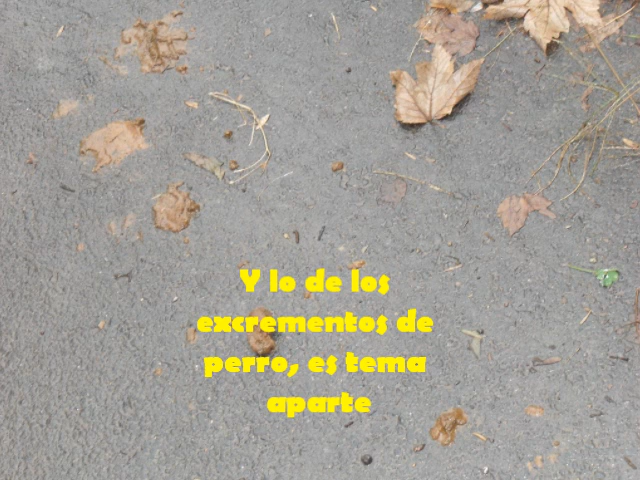 Y lo de los
excrementos de
perro, es tema
aparte